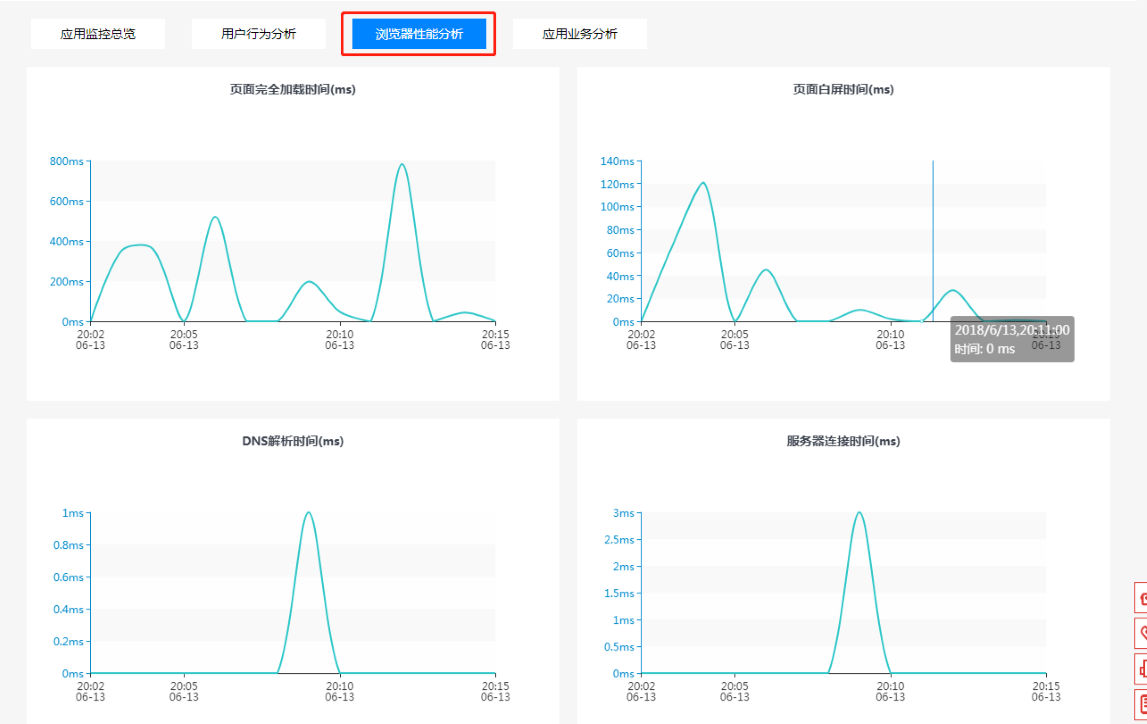 应用监控总览
用户行为分析
浏览器性能分析
应用业务分析
页面完全加载时间(ms)
800ms
600ms
400ms
200ms
0ms
20:02
06-13
20:05
06-13
20:10
06-13
20:15
06-13
页面白屏时间(ms)
140ms
120ms
100ms
80ms
60ms
40ms
20ms
0ms
20:02
06-13
20:05
06-13
20:10
06-13
20:15
06-13
2018/6/13,20:11:00
时间: 0 ms
DNS解析时间(ms)
1ms
0.8ms
0.6ms
0.4ms
0.2ms
0ms
20:02
06-13
20:05
06-13
20:10
06-13
20:15
06-13
服务器连接时间(ms)
3ms
2.5ms
2ms
1.5ms
1ms
0.5ms
0ms
20:02
06-13
20:05
06-13
20:10
06-13
20:15
06-13